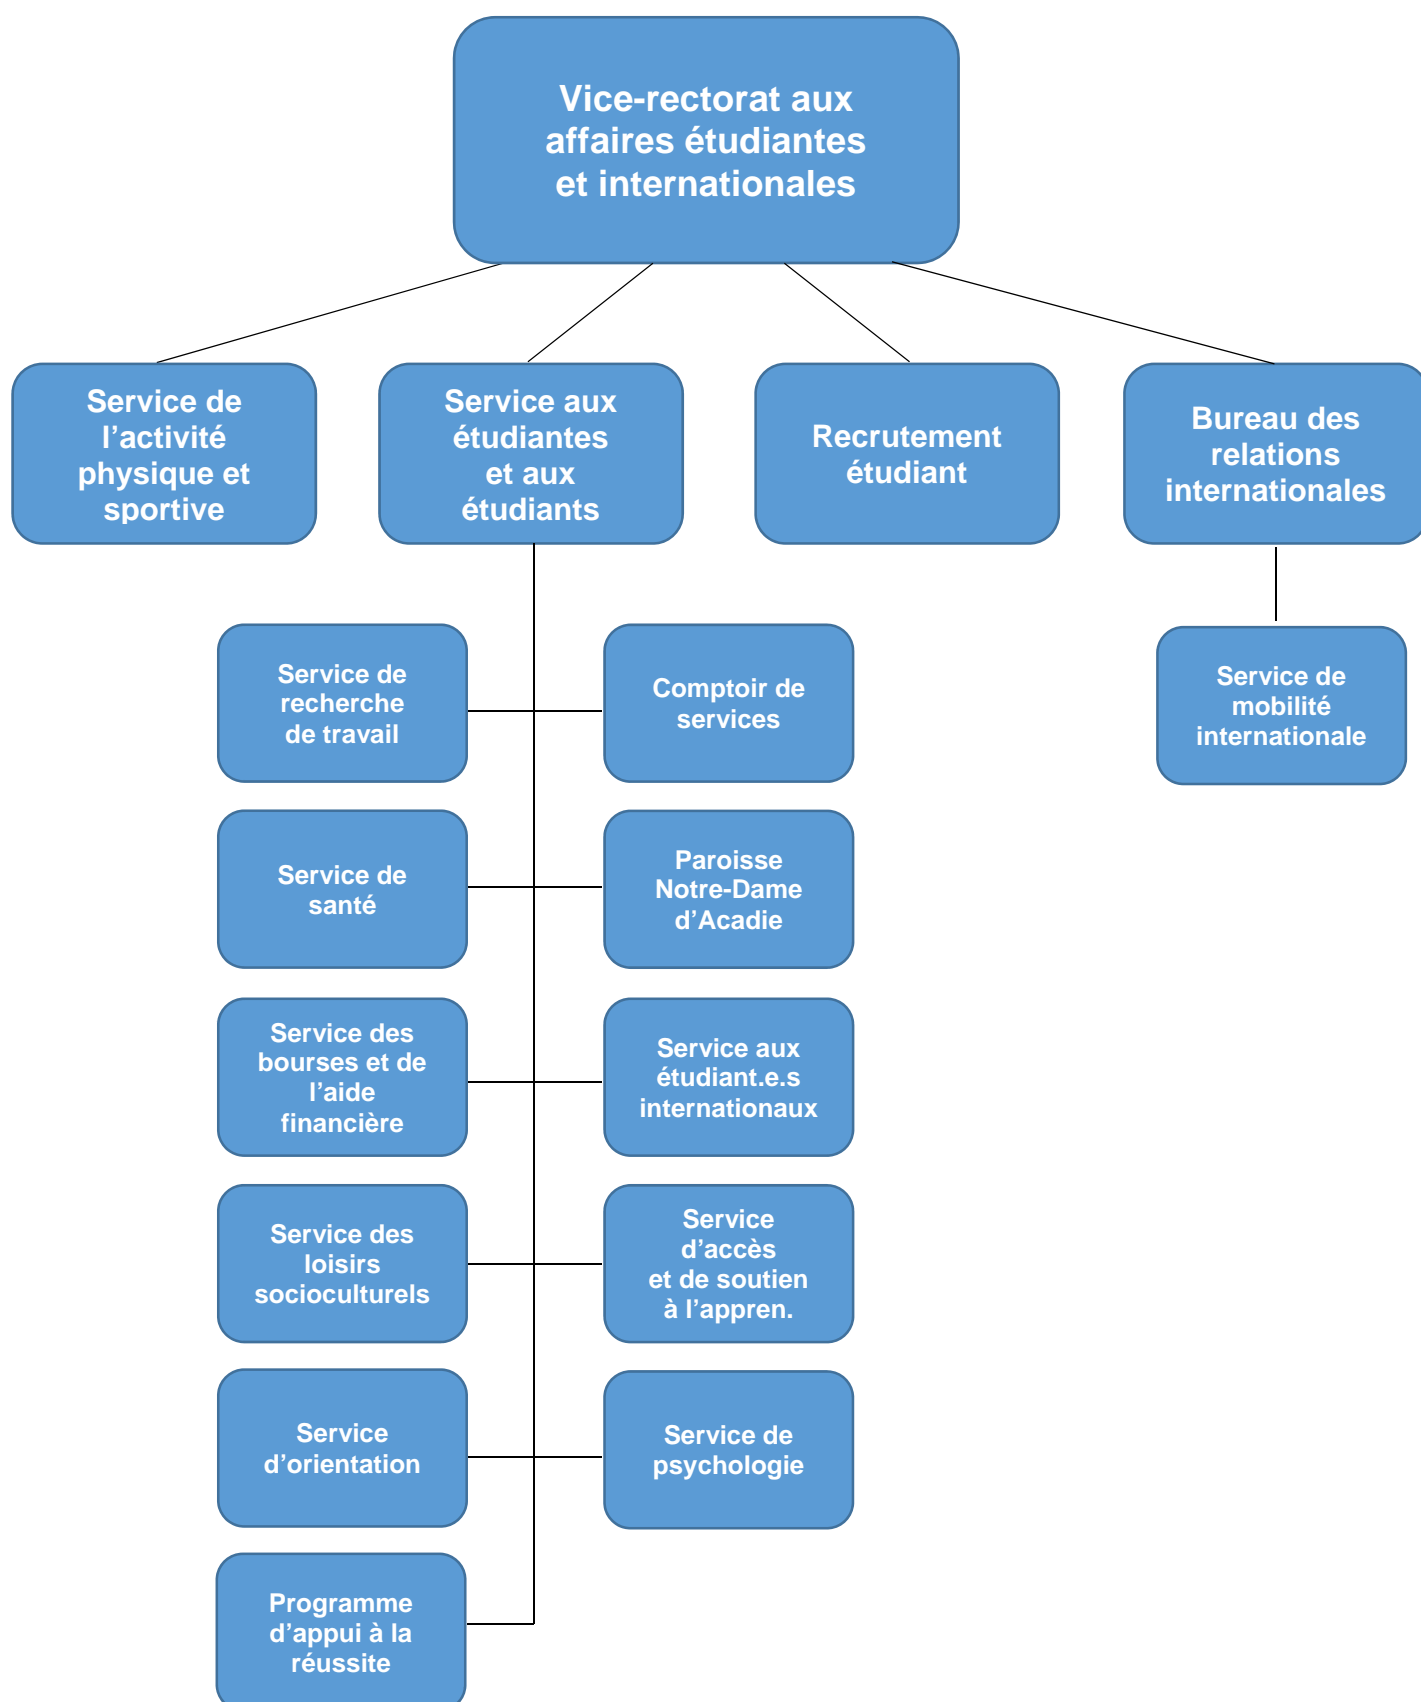 Vice-rectorat aux
affaires étudiantes
et internationales
Service de
l’activité
physique et
sportive
Service aux
étudiantes
et aux
étudiants
Recrutement
étudiant
Bureau des
relations
internationales
Service de
recherche
de travail
Comptoir de
services
Service de
mobilité
internationale
Service de
santé
Paroisse
Notre-Dame
d’Acadie
Service des
bourses et de
l’aide
financière
Service aux
étudiant.e.s
internationaux
Service des
loisirs
socioculturels
Service
d’accès
et de soutien
à l’appren.
Service
d’orientation
Service de
psychologie
Programme
d’appui à la
réussite